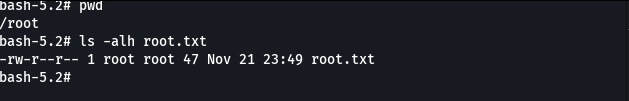 bash-5.2# pwd
/root
bash-5.2# ls -alh root.txt
-rw-r--r-- 1 root root 47 Nov 21 23:49 root.txt
bash-5.2#